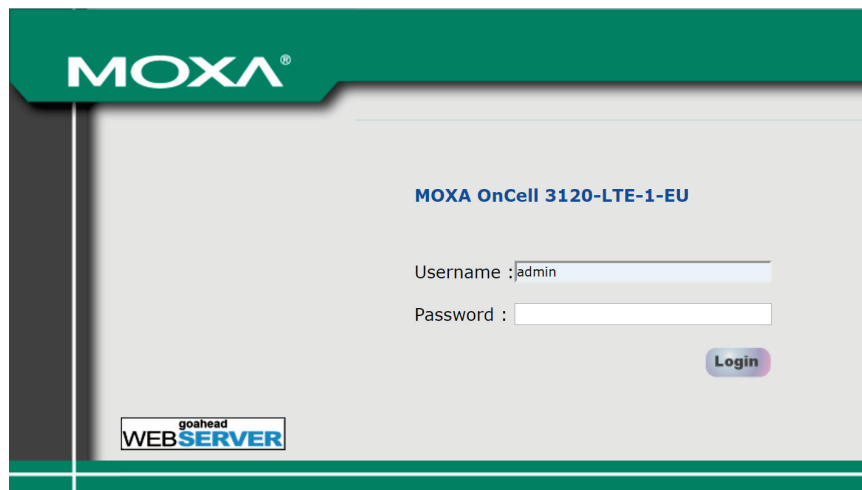 MOXA®
MOXA OnCell 3120-LTE-1-EU
Username : admin
Password :
Login
goahead
WEBSERVER